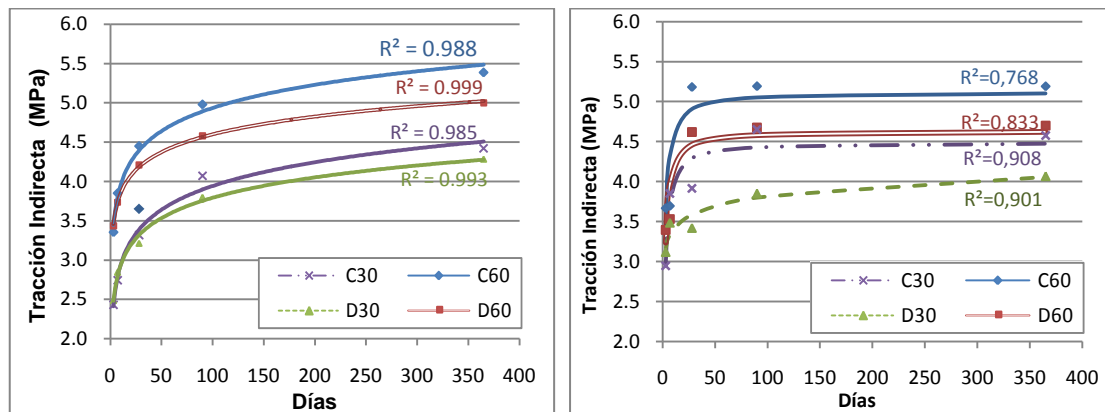 Tracción Indirecta (MPa)
6.0
5.5
5.0
4.5
4.0
3.5
3.0
2.5
2.0
R² = 0.988
R² = 0.999
R² = 0.985
R² = 0.993
C30
C60
D30
D60
0 50 100 150 200 250 300 350 400
Días
Tracción Indirecta (MPa)
6.0
5.5
5.0
4.5
4.0
3.5
3.0
2.5
2.0
R²=0,768
R²=0,833
R²=0,908
R²=0,901
C30
C60
D30
D60
0 50 100 150 200 250 300 350 400
Días